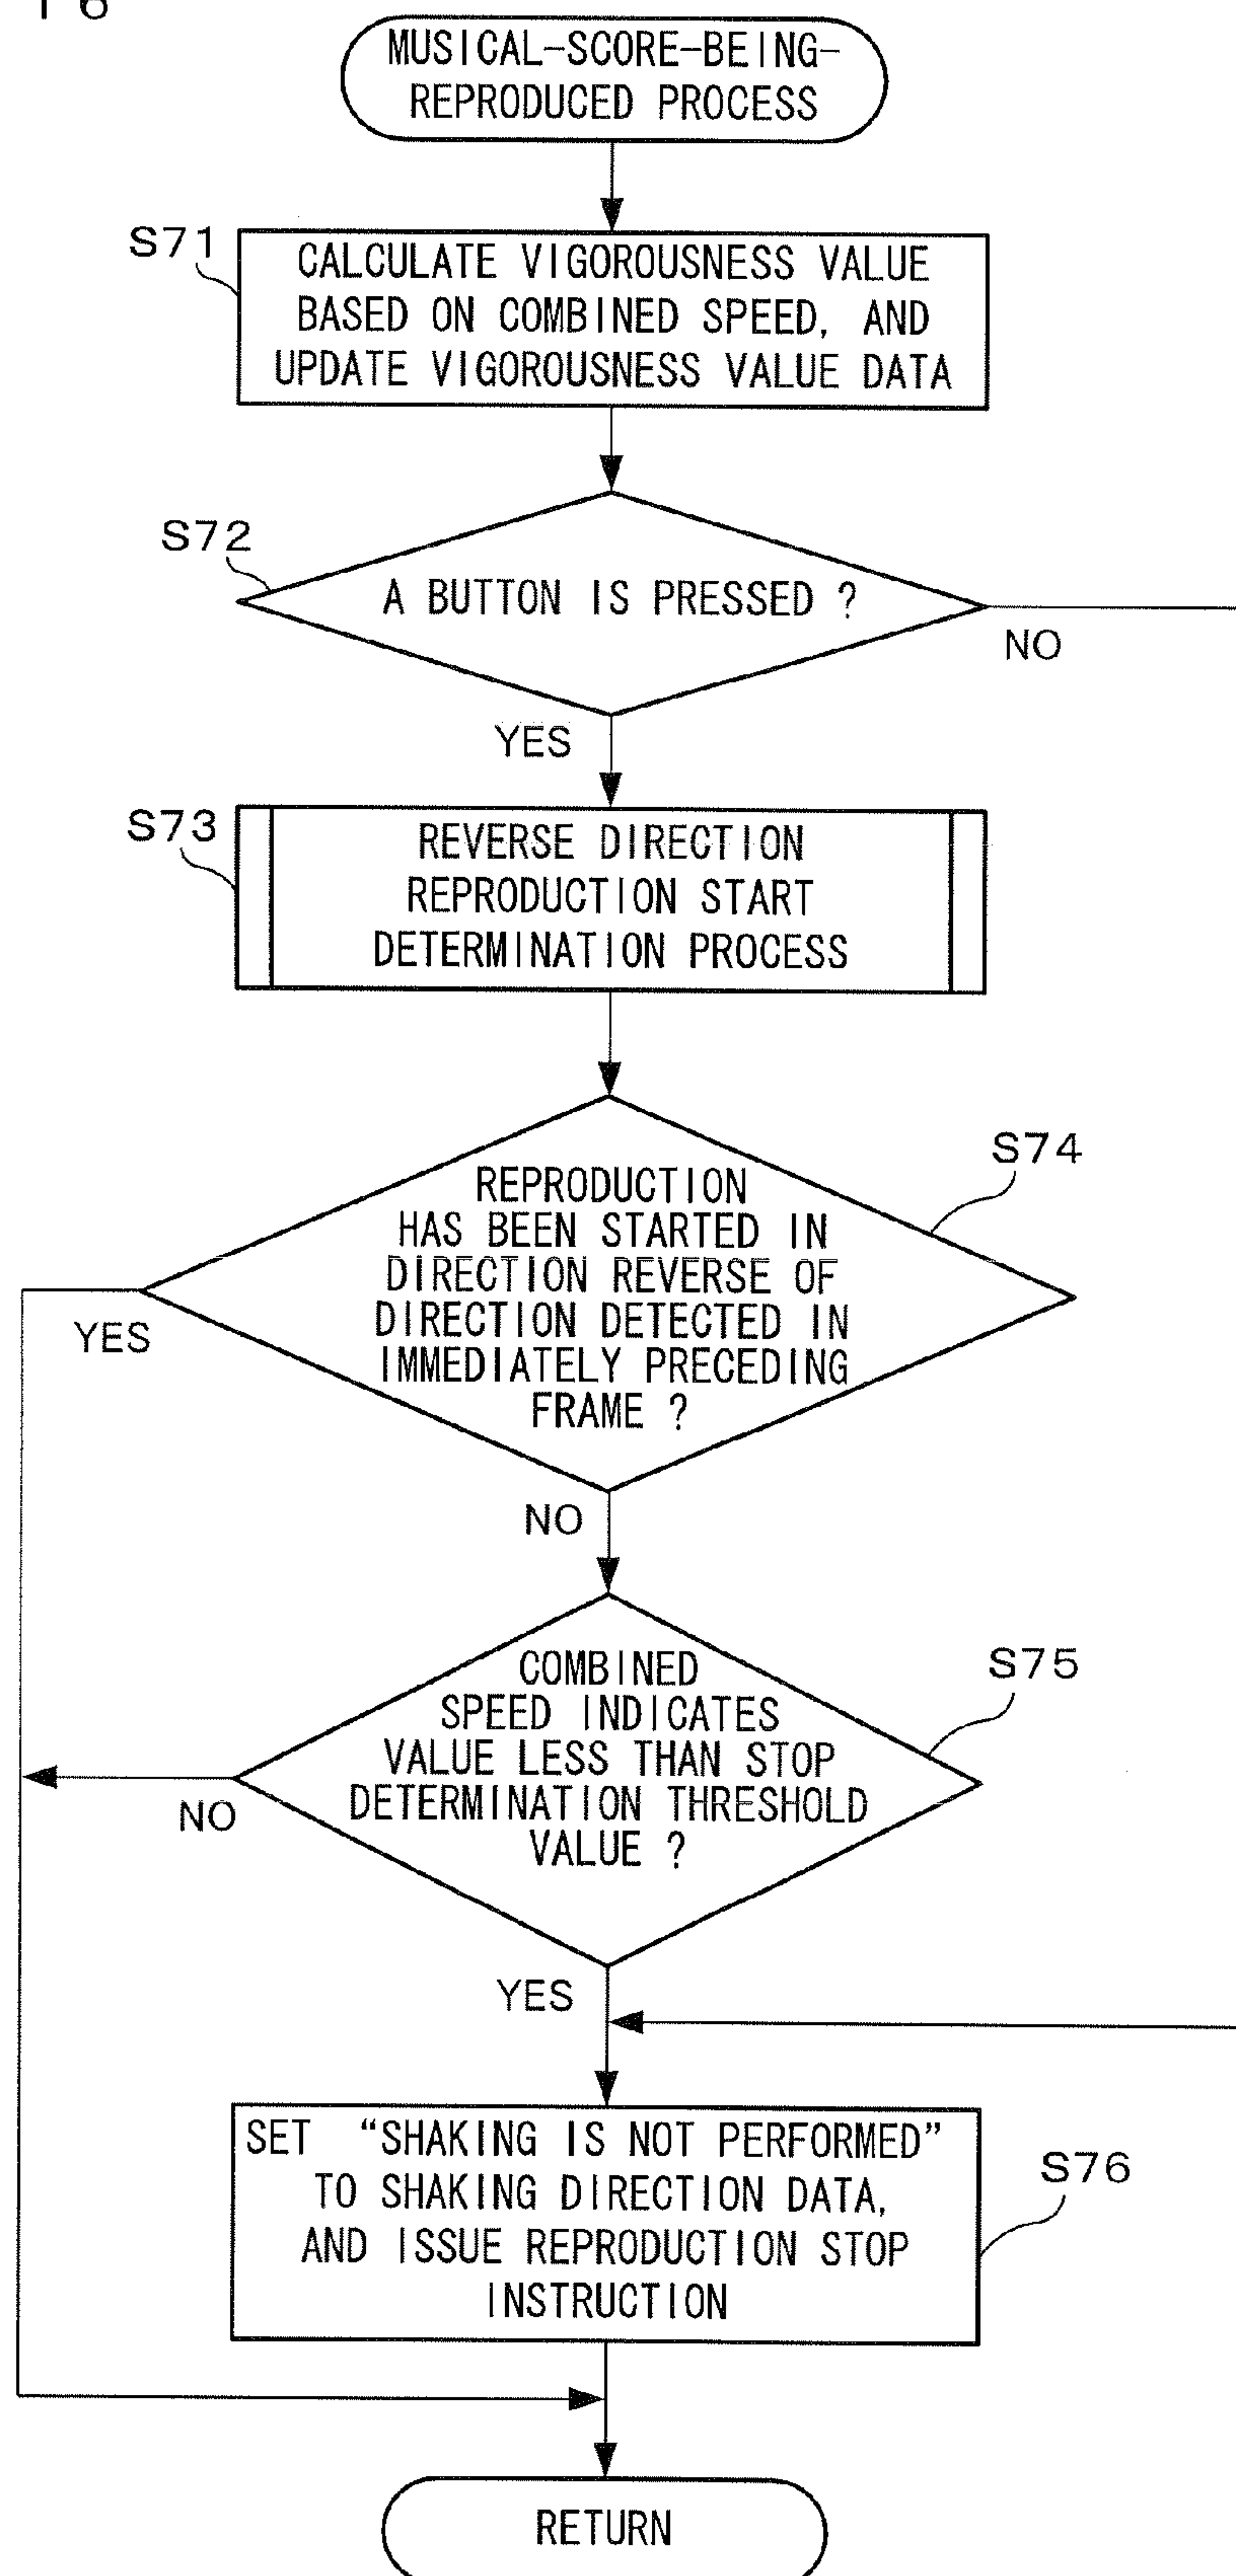 16
MUSICAL-SCORE-BEING-
REPRODUCED PROCESS
S71
CALCULATE VIGOROUSNESS VALUE
BASED ON COMBINED SPEED, AND
UPDATE VIGOROUSNESS VALUE DATA
S72
A BUTTON IS PRESSED ?
NO
YES
S73
REVERSE DIRECTION
REPRODUCTION START
DETERMINATION PROCESS
S74
REPRODUCTION
HAS BEEN STARTED IN
DIRECTION REVERSE OF
DIRECTION DETECTED IN
IMMEDIATELY PRECEDING
FRAME ?
YES
NO
S75
COMBINED
SPEED INDICATES
VALUE LESS THAN STOP
DETERMINATION THRESHOLD
VALUE ?
NO
YES
S76
SET “SHAKING IS NOT PERFORMED”
TO SHAKING DIRECTION DATA,
AND ISSUE REPRODUCTION STOP
INSTRUCTION
RETURN